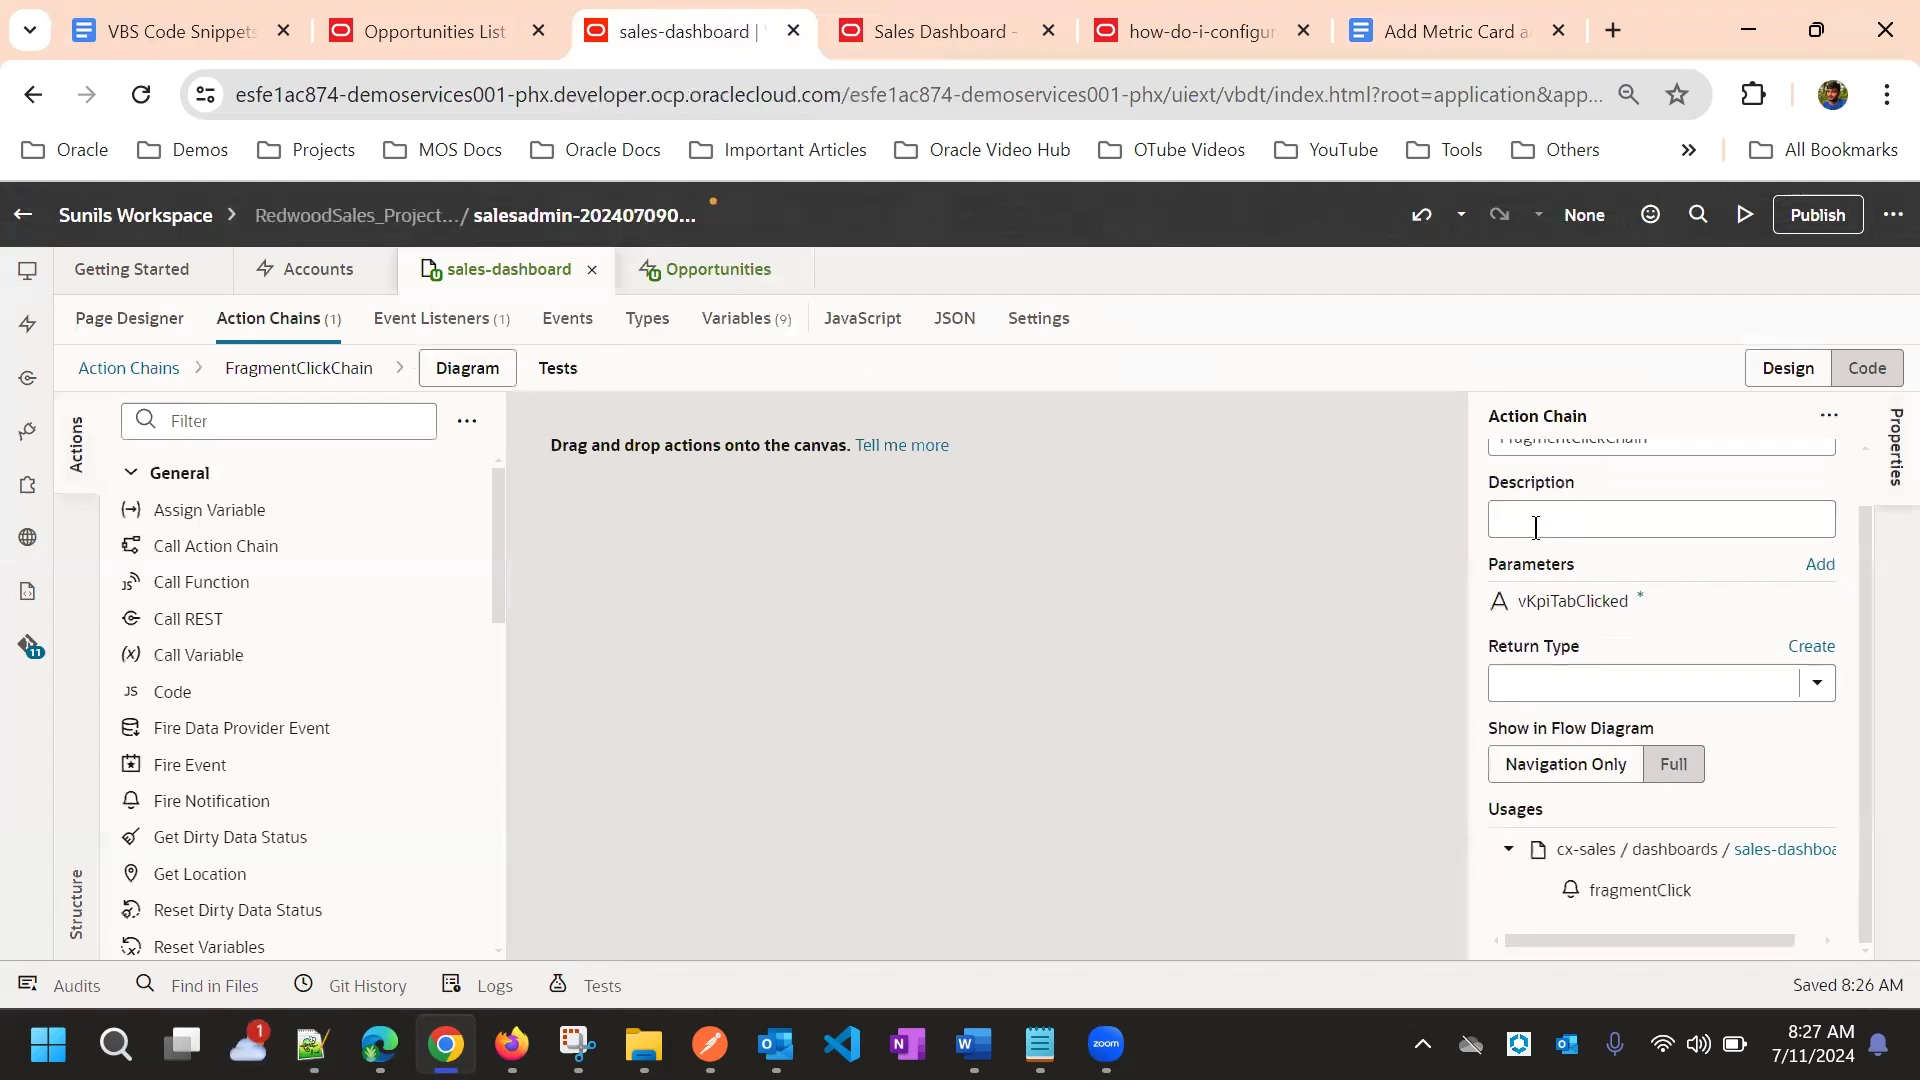 VBS Code Snippets
Opportunities List
sales-dashboard |
Sales Dashboard -
how-do-i-configur
Add Metric Card a
esfe1ac874-demoservices001-phx.developer.ocp.oraclecloud.com/esfe1ac874-demoservices001-phx/uiext/vbdt/index.html?root=application&app...
Oracle
Demos
Projects
MOS Docs
Oracle Docs
Important Articles
Oracle Video Hub
OTube Videos
YouTube
Tools
Others
All Bookmarks
Sunils Workspace
RedwoodSales_Project... / salesadmin-202407090...
None
Publish
Getting Started
Accounts
sales-dashboard
Opportunities
Page Designer
Action Chains (1)
Event Listeners (1)
Events
Types
Variables (9)
JavaScript
JSON
Settings
Action Chains
FragmentClickChain
Diagram
Tests
Design
Code
Actions
Filter
Drag and drop actions onto the canvas. Tell me more
General
Assign Variable
Call Action Chain
Call Function
Call REST
Call Variable
JS Code
Fire Data Provider Event
Fire Event
Fire Notification
Get Dirty Data Status
Get Location
Reset Dirty Data Status
Reset Variables
Structure
Action Chain
FragmentClickChain
Description
Parameters
Add
vKpiTabClicked *
Return Type
Create
Show in Flow Diagram
Navigation Only
Full
Usages
cx-sales / dashboards / sales-dashboa
fragmentClick
Properties
11
Audits
Find in Files
Git History
Logs
Tests
Saved 8:26 AM
1
zoom
8:27 AM
7/11/2024